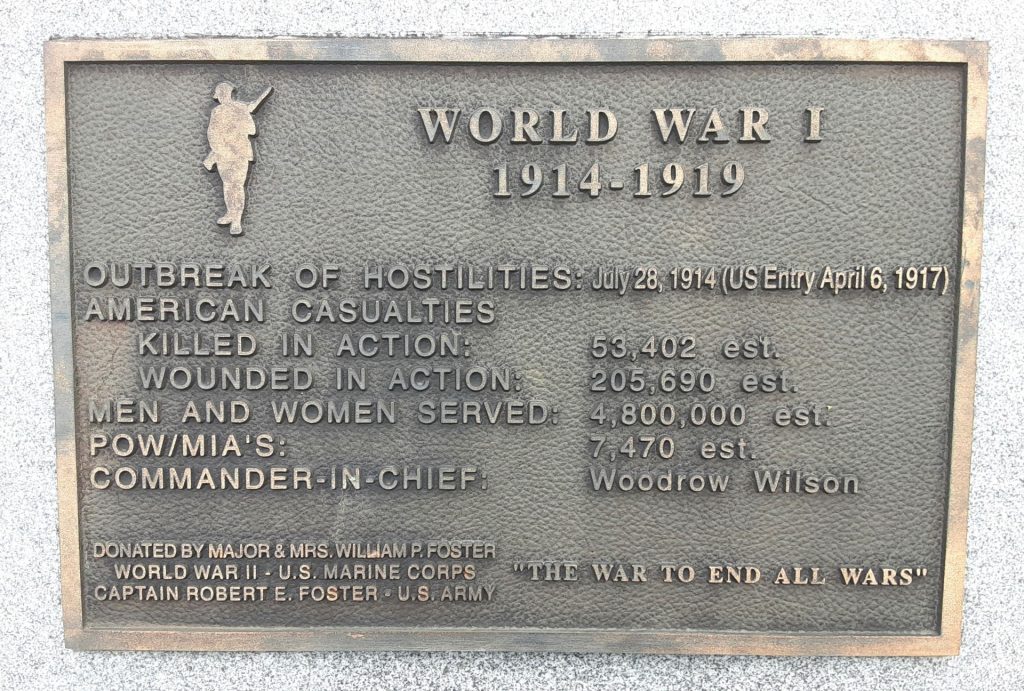 WORLD WAR I
1914-1919
OUTBREAK OF HOSTILITIES: July 28, 1914 (US Entry April 6, 1917)
AMERICAN CASUALTIES
KILLED IN ACTION: 53,402 est.
WOUNDED IN ACTION: 205,690 est.
MEN AND WOMEN SERVED: 4,800,000 est.
POW/MIA'S: 7,470 est.
COMMANDER-IN-CHIEF: Woodrow Wilson
DONATED BY MAJOR & MRS. WILLIAM P. FOSTER
WORLD WAR II - U.S. MARINE CORPS
CAPTAIN ROBERT E. FOSTER - U.S. ARMY
"THE WAR TO END ALL WARS"